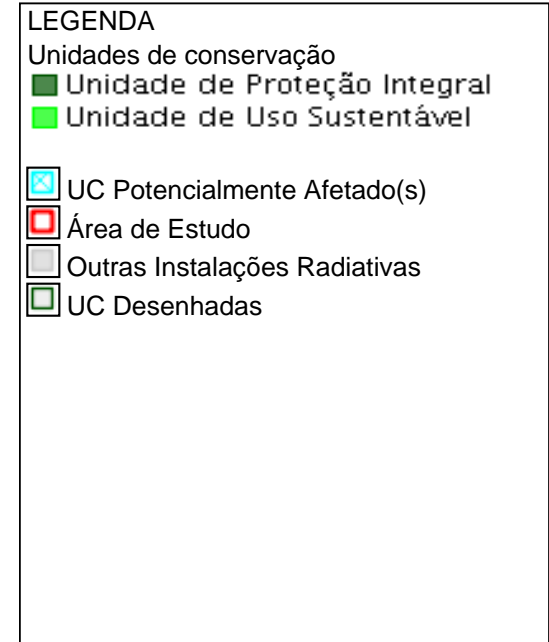 LEGENDA
Unidades de conservação
Unidade de Proteção Integral
Unidade de Uso Sustentável
UC Potencialmente Afetado(s)
Área de Estudo
Outras Instalações Radiativas
UC Desenhadas